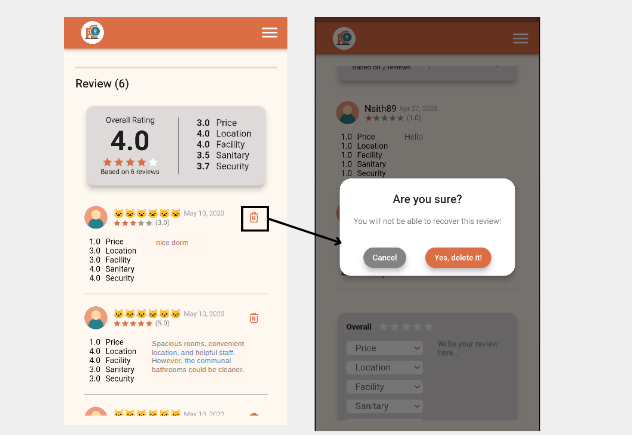 Review (6)
Overall Rating
4.0
Based on 6 reviews
3.0 Price
4.0 Location
4.0 Facility
3.5 Sanitary
3.7 Security
🐱🐱🐱🐱🐱🐱 May 10, 2023
(3.0)
1.0 Price
3.0 Location
3.0 Facility
4.0 Sanitary
4.0 Security
nice dorm
🐱🐱🐱🐱🐱🐱 May 10, 2023
(5.0)
1.0 Price
4.0 Location
4.0 Facility
3.0 Sanitary
3.0 Security
Spacious rooms, convenient
location, and helpful staff.
However, the communal
bathrooms could be cleaner.
🐱🐱🐱🐱🐱🐱 May 10, 2023
Based on 2 reviews
Naith89 Apr 27, 2023
(1.0)
1.0 Price
1.0 Location
1.0 Facility
1.0 Sanitary
1.0 Security
Hello
Are you sure?
You will not be able to recover this review!
Cancel
Yes, delete it!
Overall
Price
Location
Facility
Sanitary
Write your review
here...